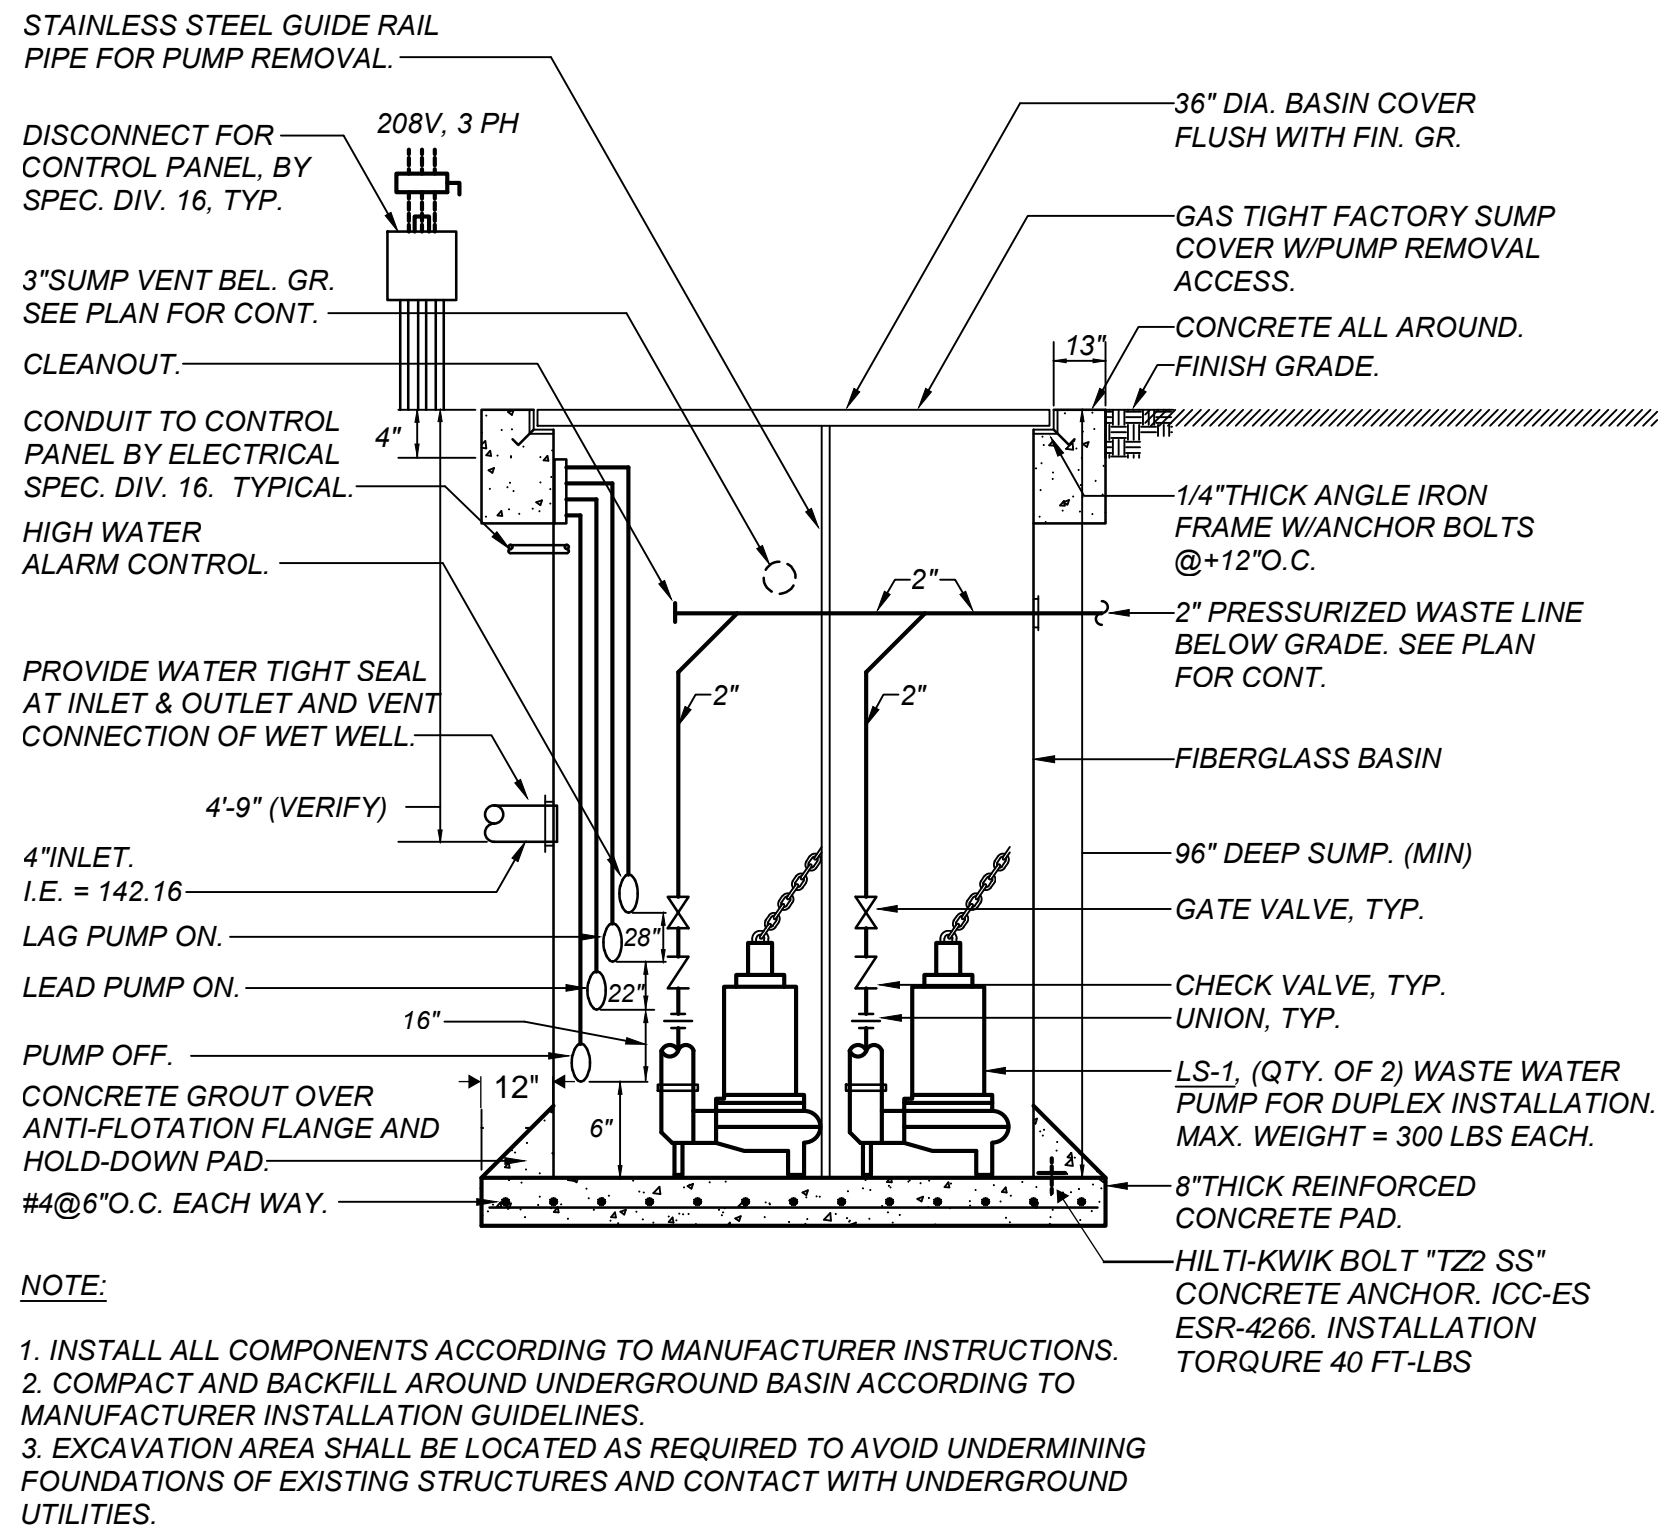 STAINLESS STEEL GUIDE RAIL
PIPE FOR PUMP REMOVAL.
DISCONNECT FOR
CONTROL PANEL, BY
SPEC. DIV. 16, TYP.
208V, 3 PH
3"SUMP VENT BEL. GR.
SEE PLAN FOR CONT.
CLEANOUT.
CONDUIT TO CONTROL
PANEL BY ELECTRICAL
SPEC. DIV. 16. TYPICAL.
4"
HIGH WATER
ALARM CONTROL.
PROVIDE WATER TIGHT SEAL
AT INLET & OUTLET AND VENT
CONNECTION OF WET WELL.
4'-9" (VERIFY)
4"INLET.
I.E. = 142.16
LAG PUMP ON.
LEAD PUMP ON.
16"
PUMP OFF.
12"
CONCRETE GROUT OVER
ANTI-FLOTATION FLANGE AND
HOLD-DOWN PAD.
#4@6"O.C. EACH WAY.
2"
2"
2"
28"
22"
6"
13"
36" DIA. BASIN COVER
FLUSH WITH FIN. GR.
GAS TIGHT FACTORY SUMP
COVER W/PUMP REMOVAL
ACCESS.
CONCRETE ALL AROUND.
FINISH GRADE.
1/4"THICK ANGLE IRON
FRAME W/ANCHOR BOLTS
@+12"O.C.
2" PRESSURIZED WASTE LINE
BELOW GRADE. SEE PLAN
FOR CONT.
FIBERGLASS BASIN
96" DEEP SUMP. (MIN)
GATE VALVE, TYP.
CHECK VALVE, TYP.
UNION, TYP.
LS-1, (QTY. OF 2) WASTE WATER
PUMP FOR DUPLEX INSTALLATION.
MAX. WEIGHT = 300 LBS EACH.
8"THICK REINFORCED
CONCRETE PAD.
HILTI-KWIK BOLT "TZ2 SS"
CONCRETE ANCHOR. ICC-ES
ESR-4266. INSTALLATION
TORQURE 40 FT-LBS
NOTE:
1. INSTALL ALL COMPONENTS ACCORDING TO MANUFACTURER INSTRUCTIONS.
2. COMPACT AND BACKFILL AROUND UNDERGROUND BASIN ACCORDING TO
MANUFACTURER INSTALLATION GUIDELINES.
3. EXCAVATION AREA SHALL BE LOCATED AS REQUIRED TO AVOID UNDERMINING
FOUNDATIONS OF EXISTING STRUCTURES AND CONTACT WITH UNDERGROUND
UTILITIES.